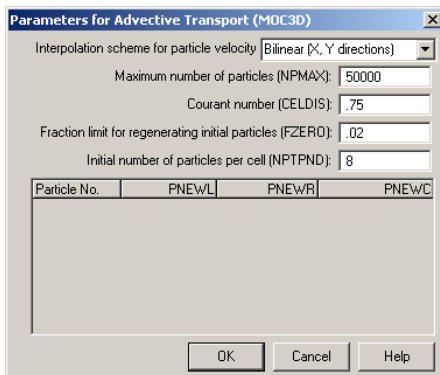 Parameters for Advective Transport (MOC3D)
Interpolation scheme for particle velocity Bilinear (X, Y directions)
Maximum number of particles (NPMAX): 50000
Courant number (CELDIS): .75
Fraction limit for regenerating initial particles (FZERO): .02
Initial number of particles per cell (NPTPND): 8
Particle No. PNEWL PNEWR PNEWC
OK Cancel Help